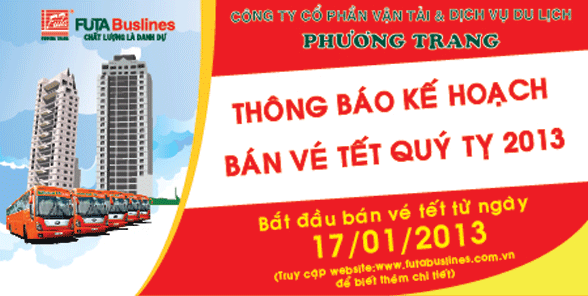 FUTA Buslines
PHƯƠNG TRANG
CHẤT LƯỢNG LÀ DANH DỰ
CÔNG TY CỔ PHẦN VẬN TẢI & DỊCH VỤ DU LỊCH
PHƯƠNG TRANG
THÔNG BÁO KẾ HOẠCH
BÁN VÉ TẾT QUÝ TỴ 2013
Bắt đầu bán vé tết từ ngày
17/01/2013
(Truy cập website:www.futabuslines.com.vn
để biết thêm chi tiết)